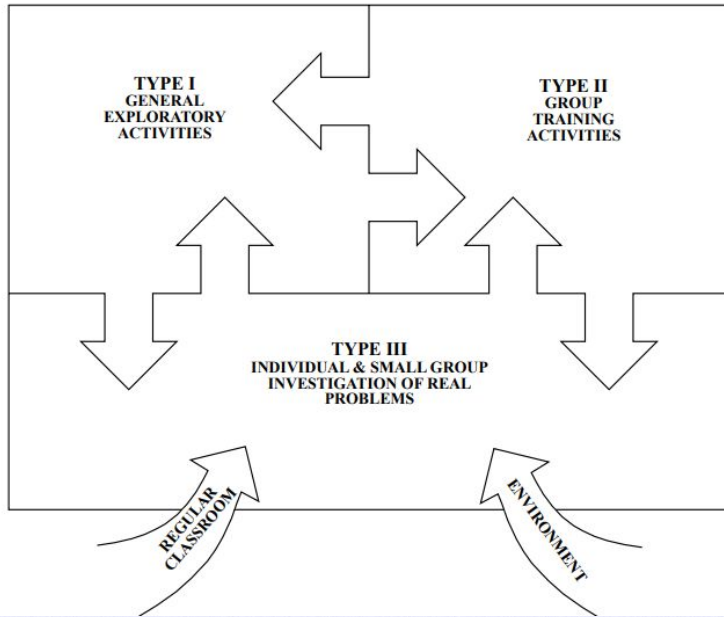 TYPE I
GENERAL
EXPLORATORY
ACTIVITIES
TYPE II
GROUP
TRAINING
ACTIVITIES
TYPE III
INDIVIDUAL & SMALL GROUP
INVESTIGATION OF REAL
PROBLEMS
REGULAR
CLASSROOM
ENVIRONMENT